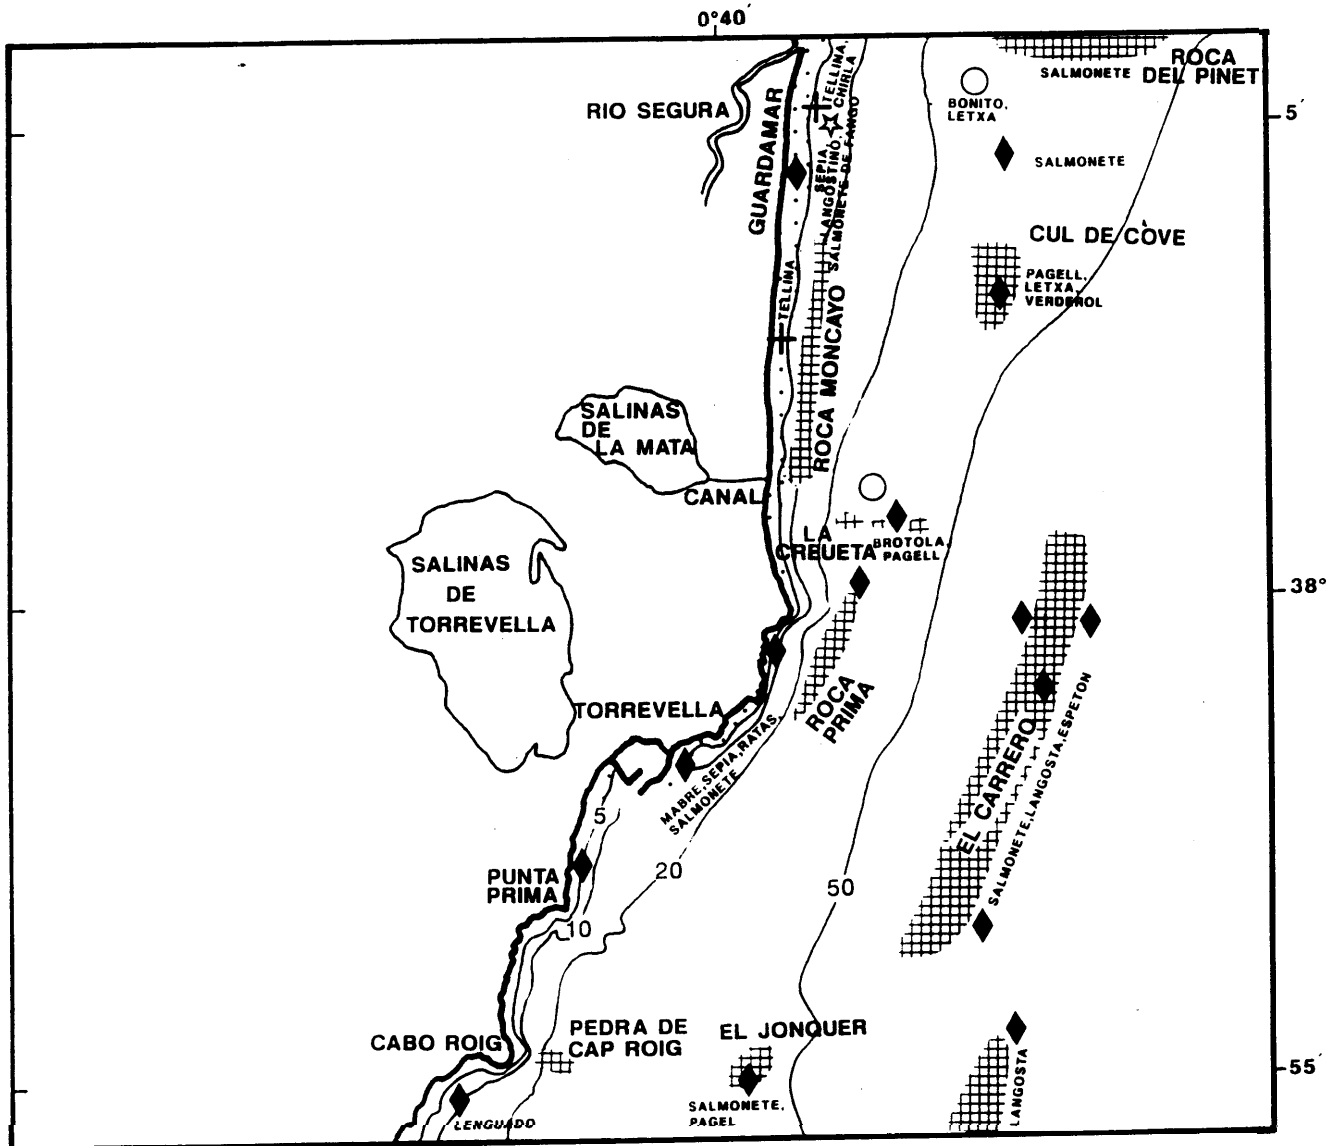 0°40´
ROCA
DEL PINET
SALMONETE
BONITO,
LETXA
5´
RIO SEGURA
GUARDAMAR
TELLINA,
CHIRLA
SEPIA,
LANGOSTINO,
SALMONETE DE FANGO
SALMONETE
CUL DE CÒVE
PAGELL,
LETXA,
VERDEROL
TELLINA
ROCA MONCAYO
SALINAS
DE
LA MATA
CANAL
LA
CREUETA
BROTOLA,
PAGELL
38°
SALINAS
DE
TORREVELLA
TORREVELLA
ROCA
PRIMA
MABRE,SEPIA,RATAS,
SALMONETE
EL CARRERO
SALMONETE,LANGOSTA,ESPETON
5
PUNTA
PRIMA
20
50
10
CABO ROIG
PEDRA DE
CAP ROIG
EL JONQUER
SALMONETE,
PAGEL
LANGOSTA
55´
LENGUADO